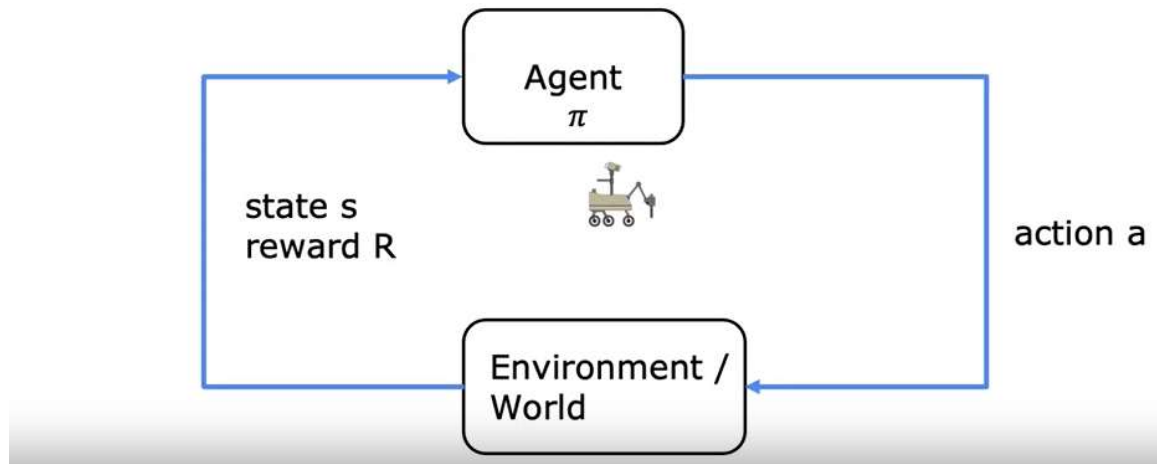 Agent
π
state s
reward R
action a
Environment /
World